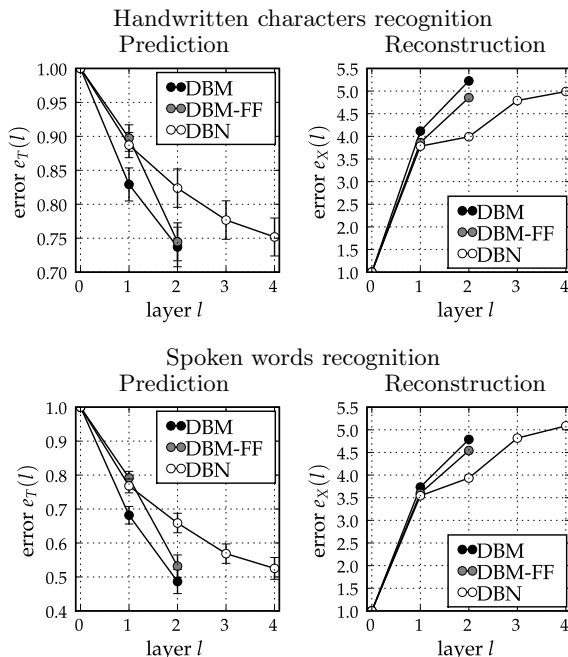 Handwritten characters recognition
Prediction
Reconstruction
error e_T(l)
1.00
0.95
0.90
0.85
0.80
0.75
0.70
DBM
DBM-FF
DBN
0 1 2 3 4
layer l
error e_X(l)
5.5
5.0
4.5
4.0
3.5
3.0
2.5
2.0
1.5
1.0
DBM
DBM-FF
DBN
0 1 2 3 4
layer l
Spoken words recognition
Prediction
Reconstruction
error e_T(l)
1.0
0.9
0.8
0.7
0.6
0.5
0.4
DBM
DBM-FF
DBN
0 1 2 3 4
layer l
error e_X(l)
5.5
5.0
4.5
4.0
3.5
3.0
2.5
2.0
1.5
1.0
DBM
DBM-FF
DBN
0 1 2 3 4
layer l